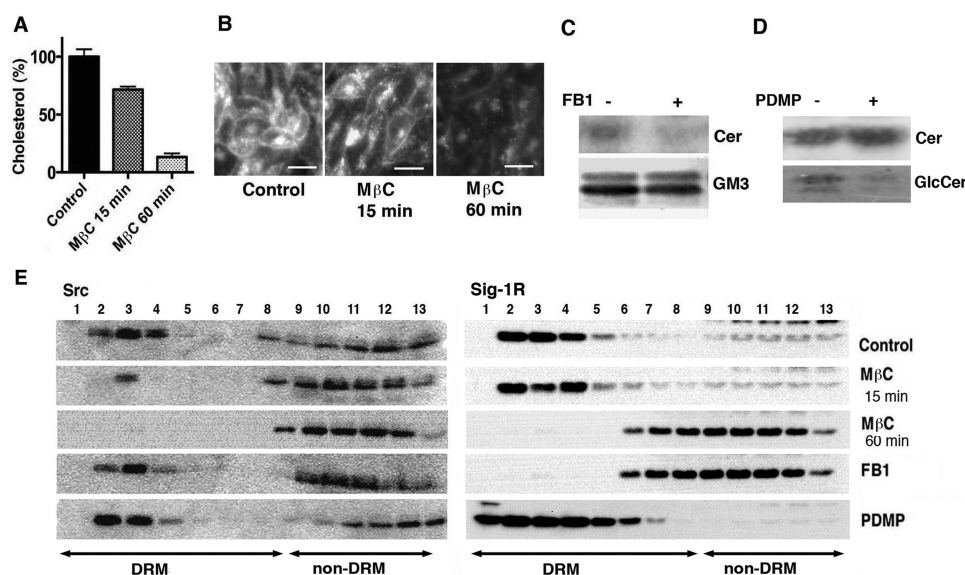 A
Cholesterol (%)
100
50
0
Control
MβC 15 min
MβC 60 min
B
Control
MβC
15 min
MβC
60 min
C
FB1 - +
Cer
GM3
D
PDMP - +
Cer
GlcCer
E
Src
1 2 3 4 5 6 7 8 9 10 11 12 13
Sig-1R
1 2 3 4 5 6 7 8 9 10 11 12 13
Control
MβC
15 min
MβC
60 min
FB1
PDMP
DRM
non-DRM
DRM
non-DRM